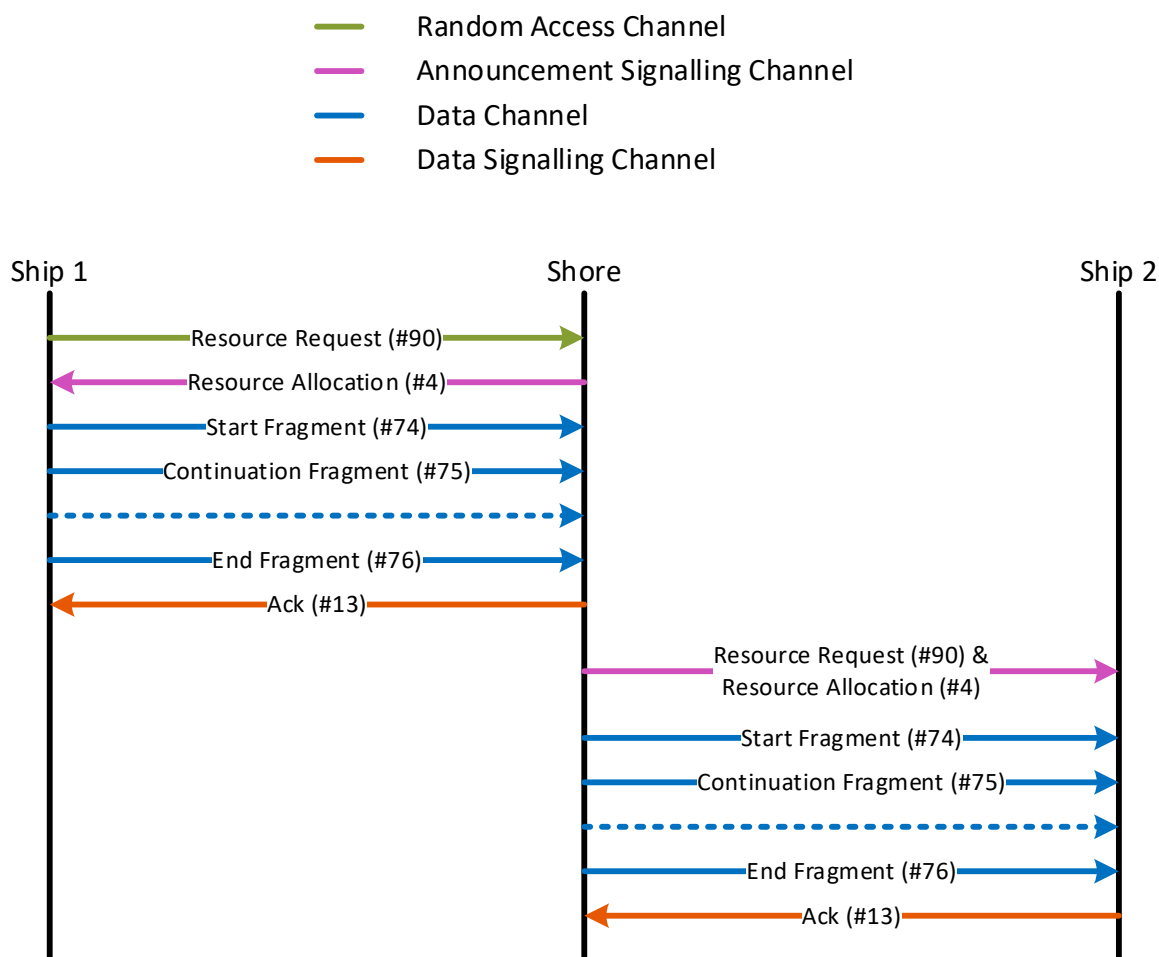 Random Access Channel
Announcement Signalling Channel
Data Channel
Data Signalling Channel
Ship 1
Shore
Ship 2
Resource Request (#90)
Resource Allocation (#4)
Start Fragment (#74)
Continuation Fragment (#75)
End Fragment (#76)
Ack (#13)
Resource Request (#90) &
Resource Allocation (#4)
Start Fragment (#74)
Continuation Fragment (#75)
End Fragment (#76)
Ack (#13)